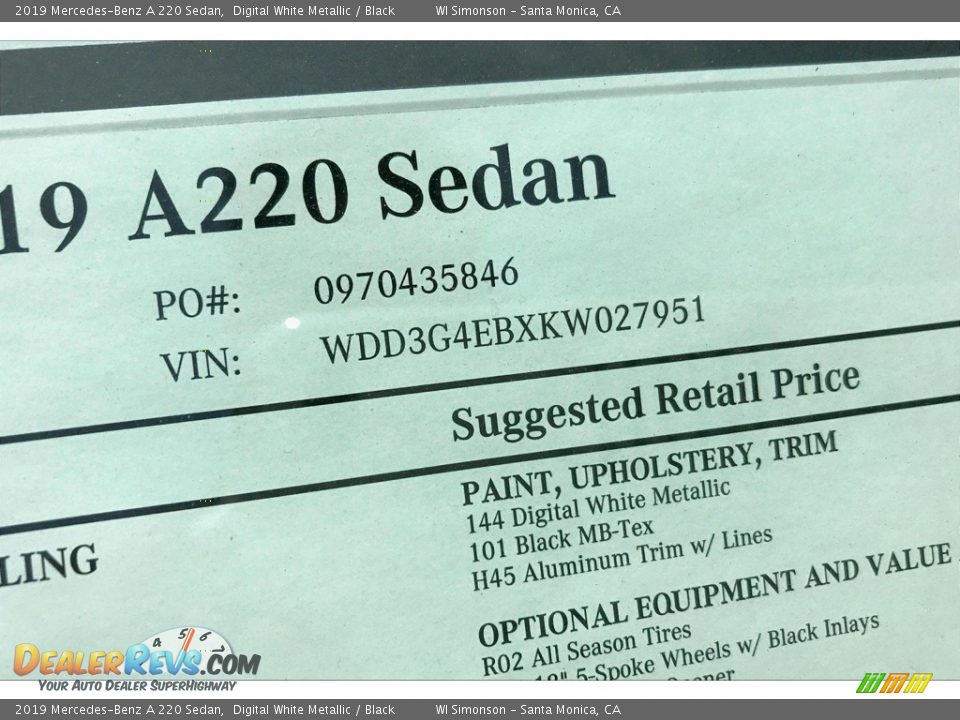 2019 Mercedes-Benz A 220 Sedan, Digital White Metallic / Black WI Simonson - Santa Monica, CA
19 A220 Sedan
PO#: 0970435846
VIN: WDD3G4EBXKW027951
Suggested Retail Price
PAINT, UPHOLSTERY, TRIM
144 Digital White Metallic
101 Black MB-Tex
H45 Aluminum Trim w/ Lines
LING
OPTIONAL EQUIPMENT AND VALUE
R02 All Season Tires
5-Spoke Wheels w/ Black Inlays
4 5 6
DealerRevs.com
Your Auto Dealer SuperHighway
2019 Mercedes-Benz A 220 Sedan, Digital White Metallic / Black WI Simonson - Santa Monica, CA